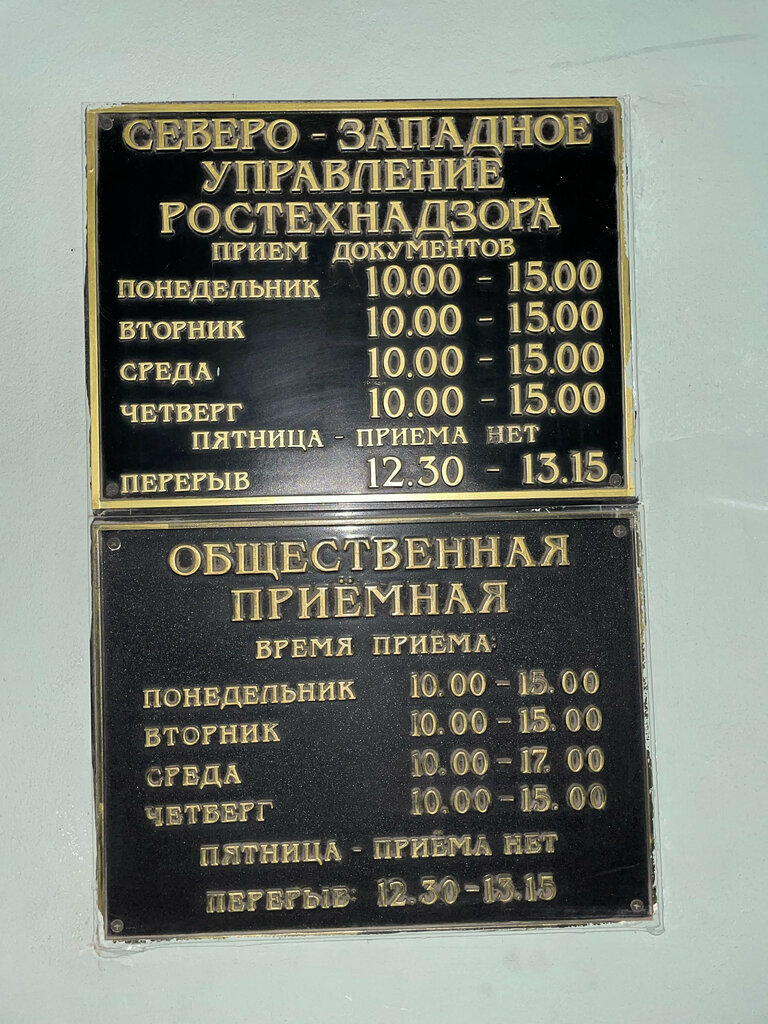 СЕВЕРО - ЗАПАДНОЕ
УПРАВЛЕНИЕ
РОСТЕХНАДЗОРА
ПРИЕМ ДОКУМЕНТОВ
ПОНЕДЕЛЬНИК 10.00 - 15.00
ВТОРНИК 10.00 - 15.00
СРЕДА 10.00 - 15.00
ЧЕТВЕРГ 10.00 - 15.00
ПЯТНИЦА - ПРИЕМА НЕТ
ПЕРЕРЫВ 12.30 - 13.15
ОБЩЕСТВЕННАЯ
ПРИЁМНАЯ
ВРЕМЯ ПРИЁМА:
ПОНЕДЕЛЬНИК 10.00 - 15.00
ВТОРНИК 10.00 - 15.00
СРЕДА 10.00 - 17.00
ЧЕТВЕРГ 10.00 - 15.00
ПЯТНИЦА - ПРИЁМА НЕТ
ПЕРЕРЫВ: 12.30 - 13.15